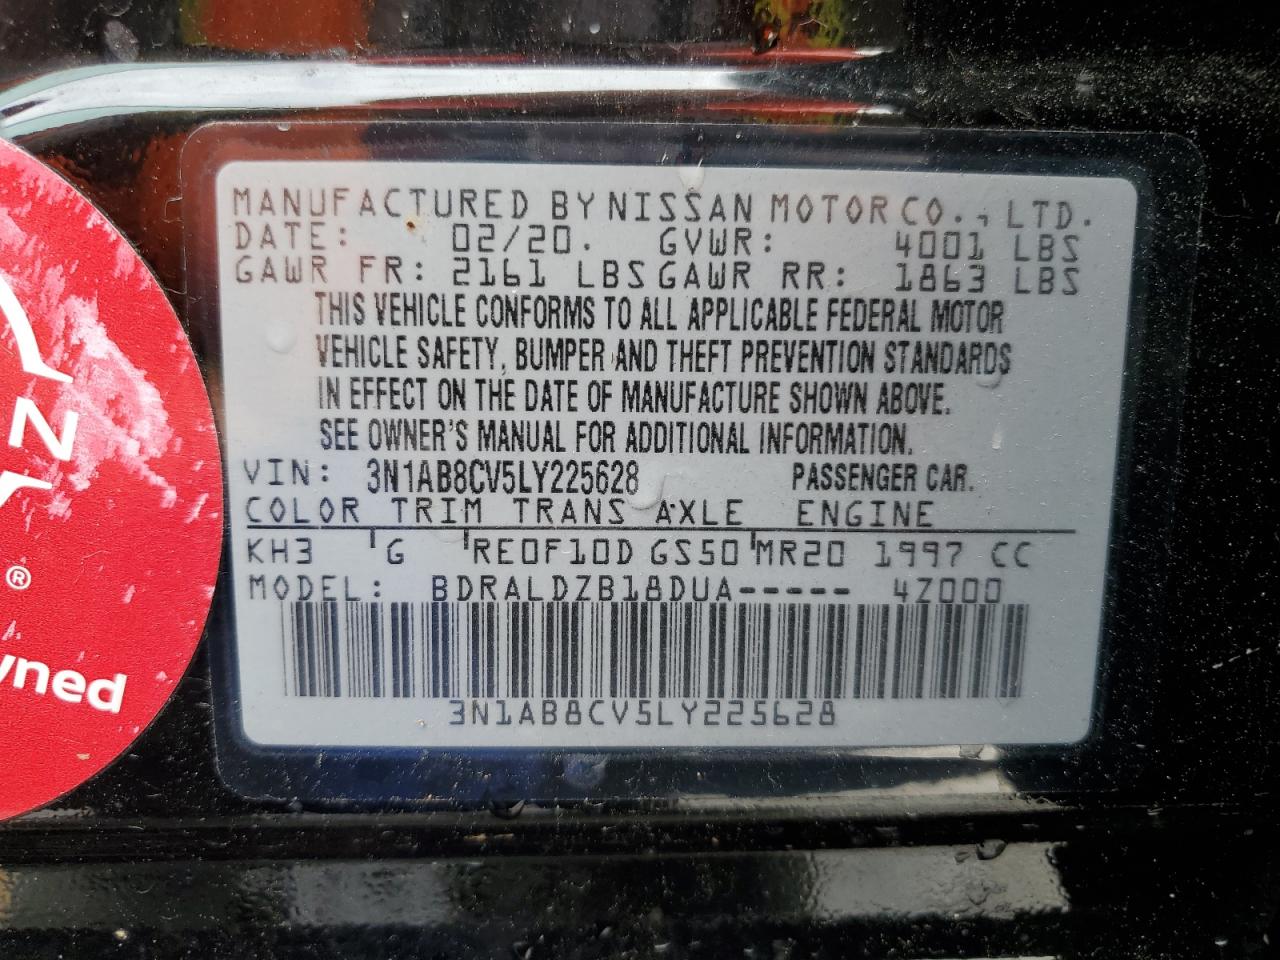 MANUFACTURED BY NISSAN MOTOR CO., LTD.
DATE: 02/20. GVWR: 4001 LBS
GAWR FR: 2161 LBS GAWR RR: 1863 LBS
THIS VEHICLE CONFORMS TO ALL APPLICABLE FEDERAL MOTOR
VEHICLE SAFETY, BUMPER AND THEFT PREVENTION STANDARDS
IN EFFECT ON THE DATE OF MANUFACTURE SHOWN ABOVE.
SEE OWNER'S MANUAL FOR ADDITIONAL INFORMATION.
VIN: 3N1AB8CV5LY225628 PASSENGER CAR.
COLOR TRIM TRANS AXLE ENGINE
KH3 G RE0F10D GS50 MR20 1997 CC
MODEL: BDRALDZB18DUA----- 4Z000
3N1AB8CV5LY225628
N
®